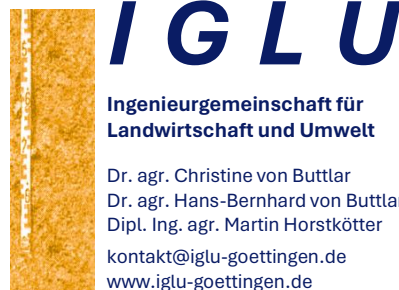 IGLU
Ingenieurgemeinschaft für
Landwirtschaft und Umwelt
Dr. agr. Christine von Buttlar
Dr. agr. Hans-Bernhard von Buttlar
Dipl. Ing. agr. Martin Horstkötter
kontakt@iglu-goettingen.de
www.iglu-goettingen.de